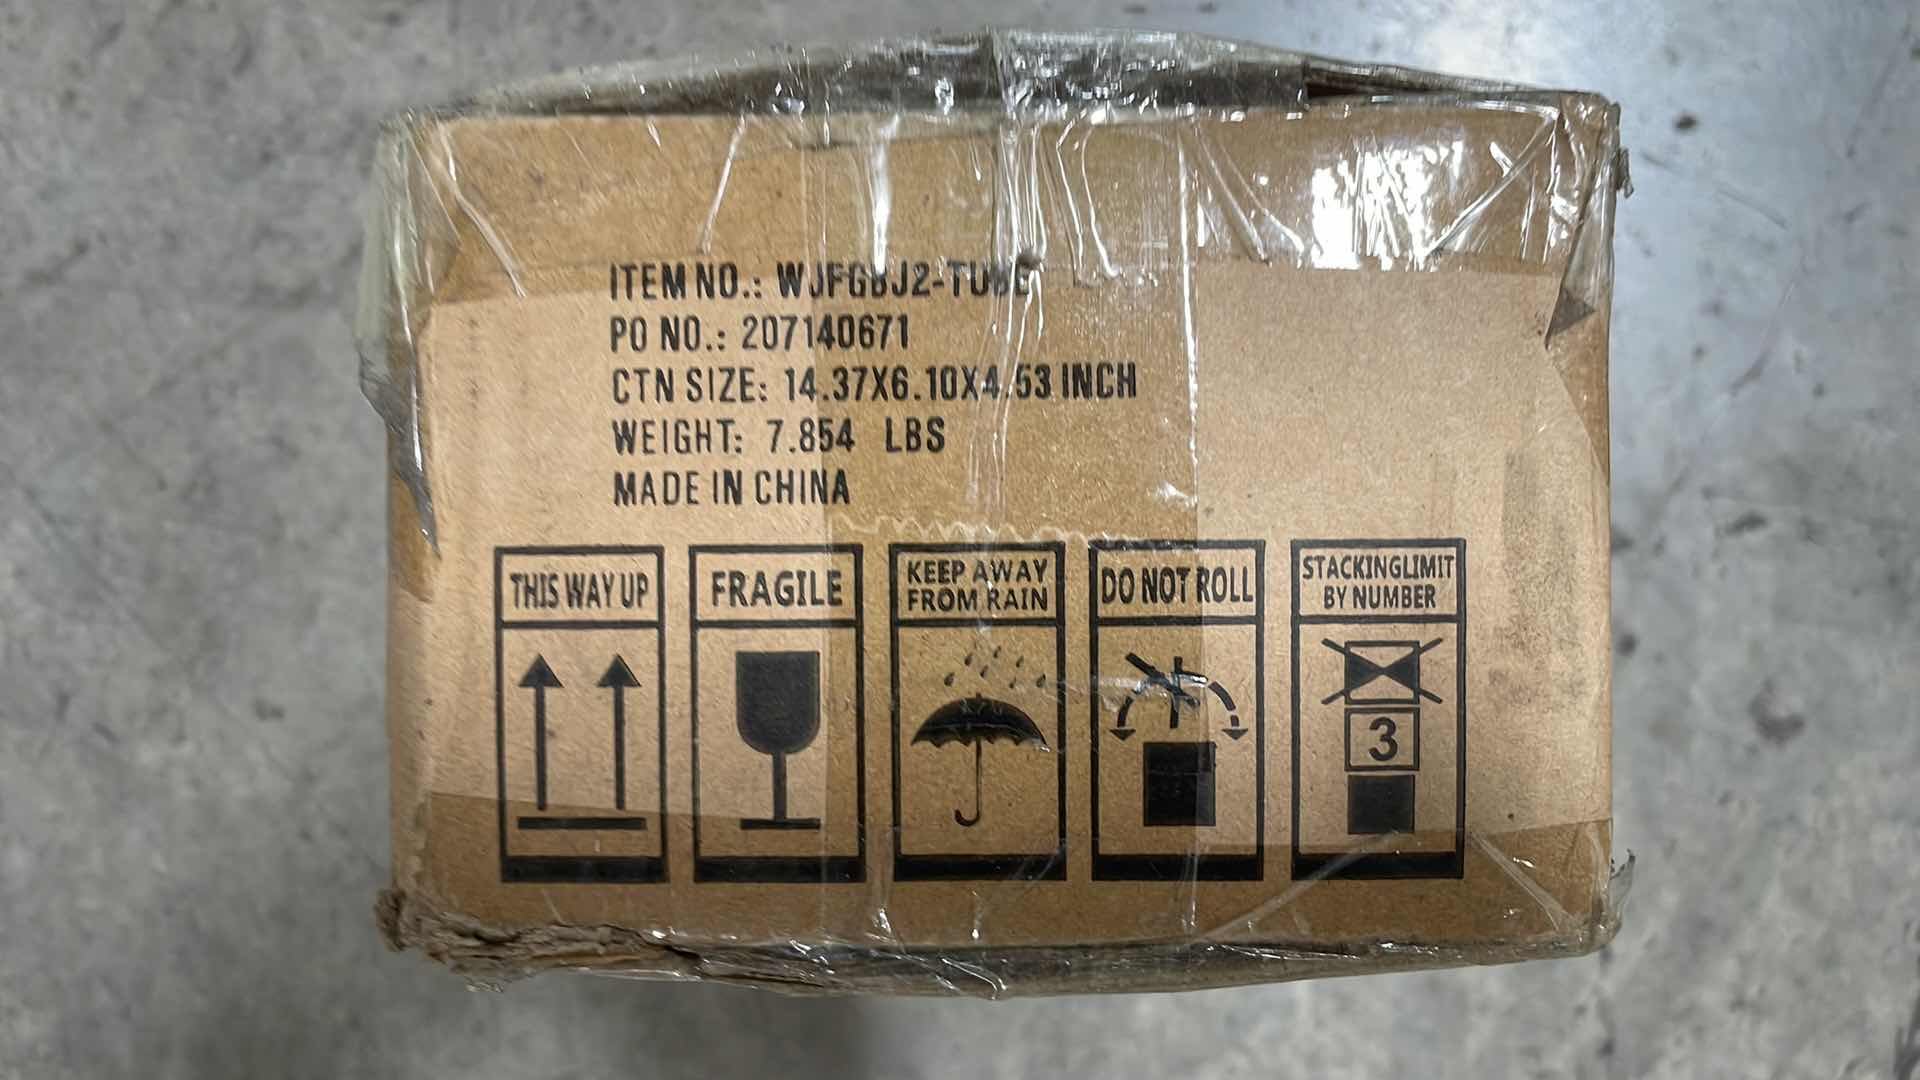 ITEM NO.: WJFGBJ2-TUBE
PO NO.: 207140671
CTN SIZE: 14.37X6.10X4.53 INCH
WEIGHT: 7.854 LBS
MADE IN CHINA
THIS WAY UP
FRAGILE
KEEP AWAY
FROM RAIN
DO NOT ROLL
STACKINGLIMIT
BY NUMBER
3